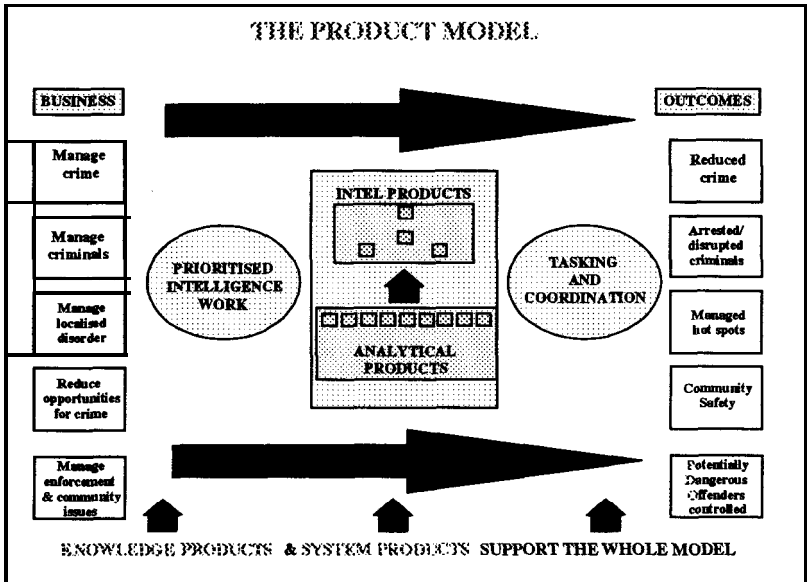 THE PRODUCT MODEL
BUSINESS
Manage
crime
Manage
criminals
Manage
localised
disorder
Reduce
opportunities
for crime
Manage
enforcement
& community
issues
PRIORITISED
INTELLIGENCE
WORK
INTEL PRODUCTS
ANALYTICAL
PRODUCTS
TASKING
AND
COORDINATION
OUTCOMES
Reduced
crime
Arrested/
disrupted
criminals
Managed
hot spots
Community
Safety
Potentially
Dangerous
Offenders
controlled
KNOWLEDGE PRODUCTS & SYSTEM PRODUCTS SUPPORT THE WHOLE MODEL